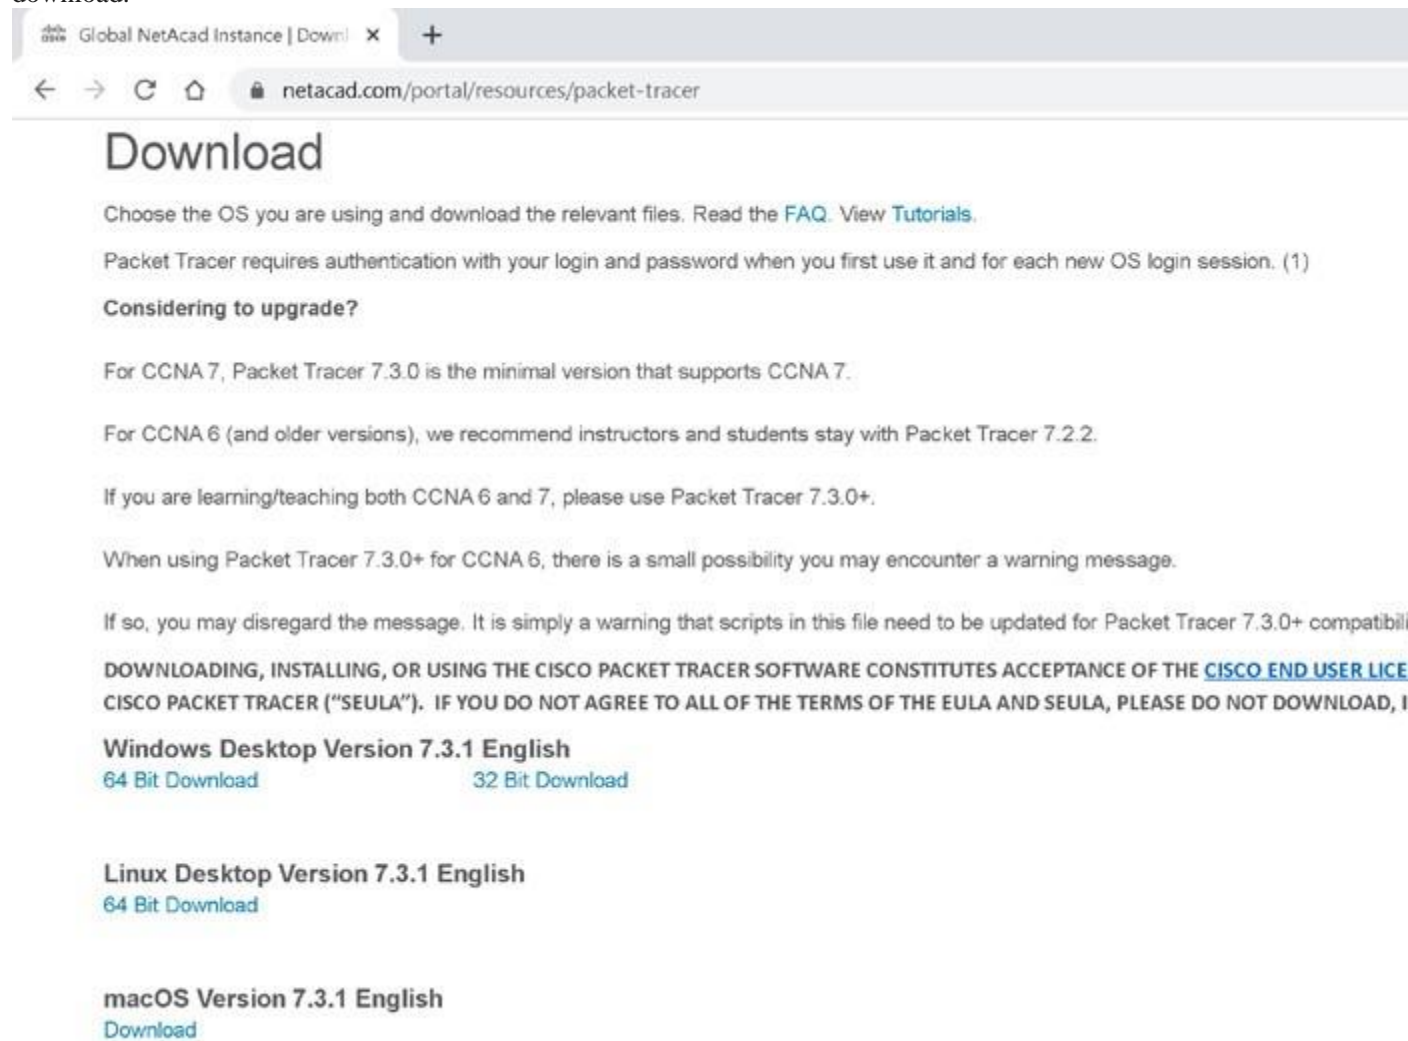 download.
Global NetAcad Instance | Downl
netacad.com/portal/resources/packet-tracer
Download
Choose the OS you are using and download the relevant files. Read the FAQ. View Tutorials.
Packet Tracer requires authentication with your login and password when you first use it and for each new OS login session. (1)
Considering to upgrade?
For CCNA 7, Packet Tracer 7.3.0 is the minimal version that supports CCNA 7.
For CCNA 6 (and older versions), we recommend instructors and students stay with Packet Tracer 7.2.2.
If you are learning/teaching both CCNA 6 and 7, please use Packet Tracer 7.3.0+.
When using Packet Tracer 7.3.0+ for CCNA 6, there is a small possibility you may encounter a warning message.
If so, you may disregard the message. It is simply a warning that scripts in this file need to be updated for Packet Tracer 7.3.0+ compatibili
DOWNLOADING, INSTALLING, OR USING THE CISCO PACKET TRACER SOFTWARE CONSTITUTES ACCEPTANCE OF THE CISCO END USER LICE
CISCO PACKET TRACER (“SEULA”). IF YOU DO NOT AGREE TO ALL OF THE TERMS OF THE EULA AND SEULA, PLEASE DO NOT DOWNLOAD, I
Windows Desktop Version 7.3.1 English
64 Bit Download 32 Bit Download
Linux Desktop Version 7.3.1 English
64 Bit Download
macOS Version 7.3.1 English
Download